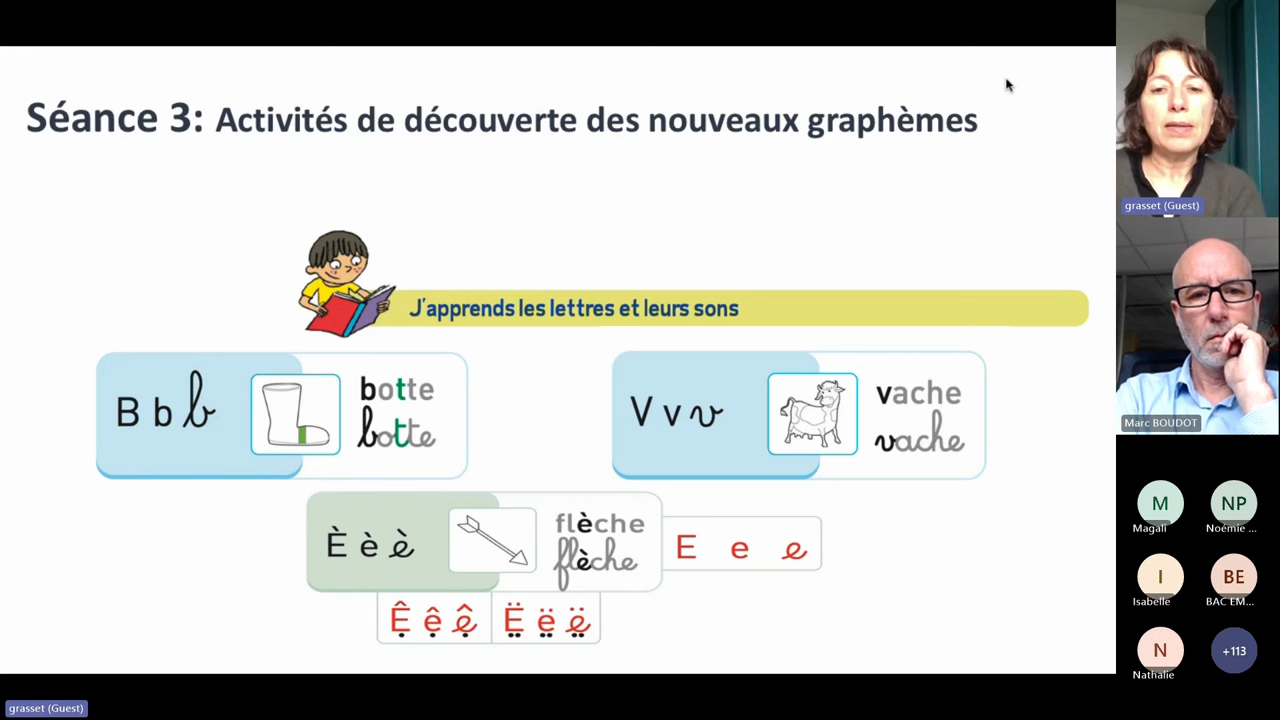 Séance 3: Activités de découverte des nouveaux graphèmes
J'apprends les lettres et leurs sons
B b b
botte
botte
V v v
vache
vache
È è è
flèche
flèche
E e e
Ê ê ê
Ë ë ë
grasset (Guest)
Marc BOUDOT
M
NP
Magali
Noémie ...
I
BE
Isabelle
BAC EM...
N
+113
Nathalie
grasset (Guest)